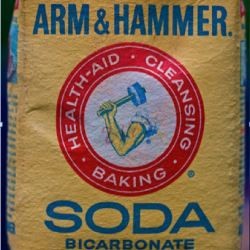 ARM & HAMMER®
HEALTH-AID · CLEANSING · BAKING ®
SODA
BICARBONATE